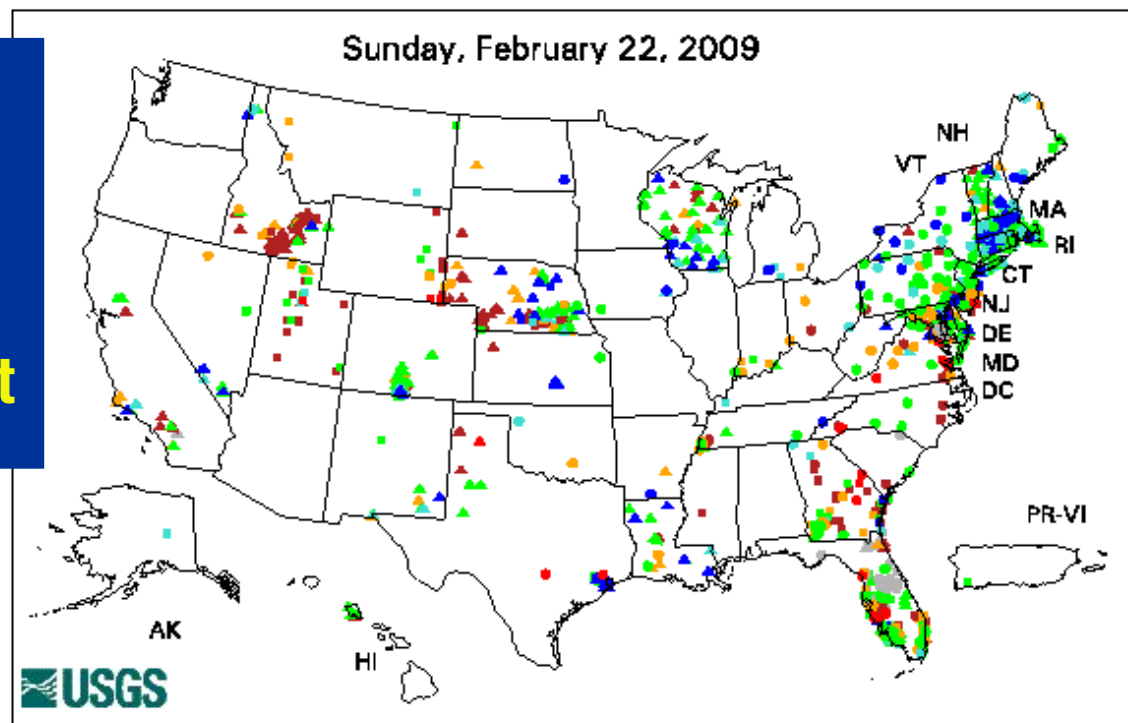 Sunday, February 22, 2009
NH
VT
MA
RI
CT
NJ
DE
MD
DC
t
PR-VI
AK
HI
USGS